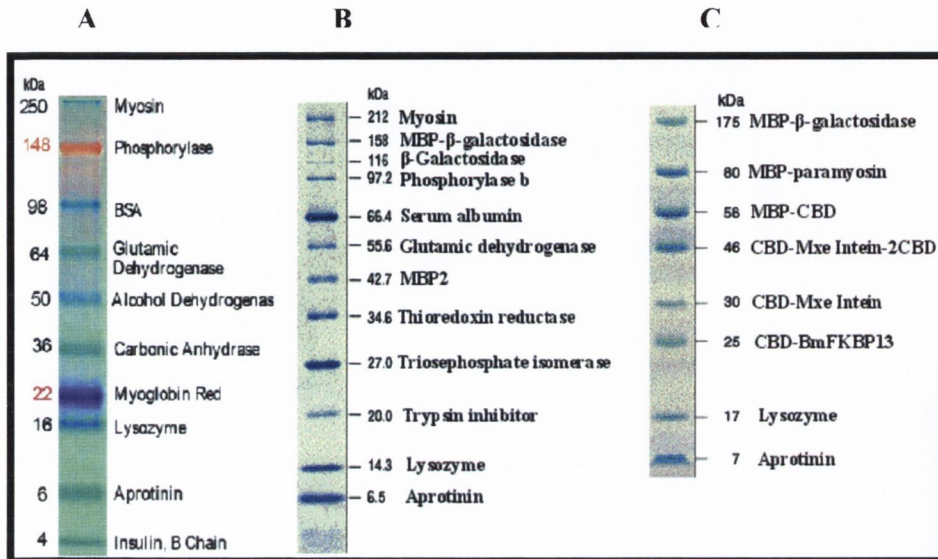 A B C
kDa
250 Myosin
148 Phosphorylase
98 BSA
64 Glutamic
Dehydrogenase
50 Alcohol Dehydrogenas
36 Carbonic Anhydrase
22 Myoglobin Red
16 Lysozyme
6 Aprotinin
4 Insulin, B Chain
kDa
212 Myosin
158 MBP-β-galactosidase
116 β-Galactosidase
97.2 Phosphorylase b
66.4 Serum albumin
55.6 Glutamic dehydrogenase
42.7 MBP2
34.6 Thioredoxin reductase
27.0 Triosephosphate isomerase
20.0 Trypsin inhibitor
14.3 Lysozyme
6.5 Aprotinin
kDa
175 MBP-β-galactosidase
80 MBP-paramyosin
58 MBP-CBD
46 CBD-Mxe Intein-2CBD
30 CBD-Mxe Intein
25 CBD-BmFKBP13
17 Lysozyme
7 Aprotinin